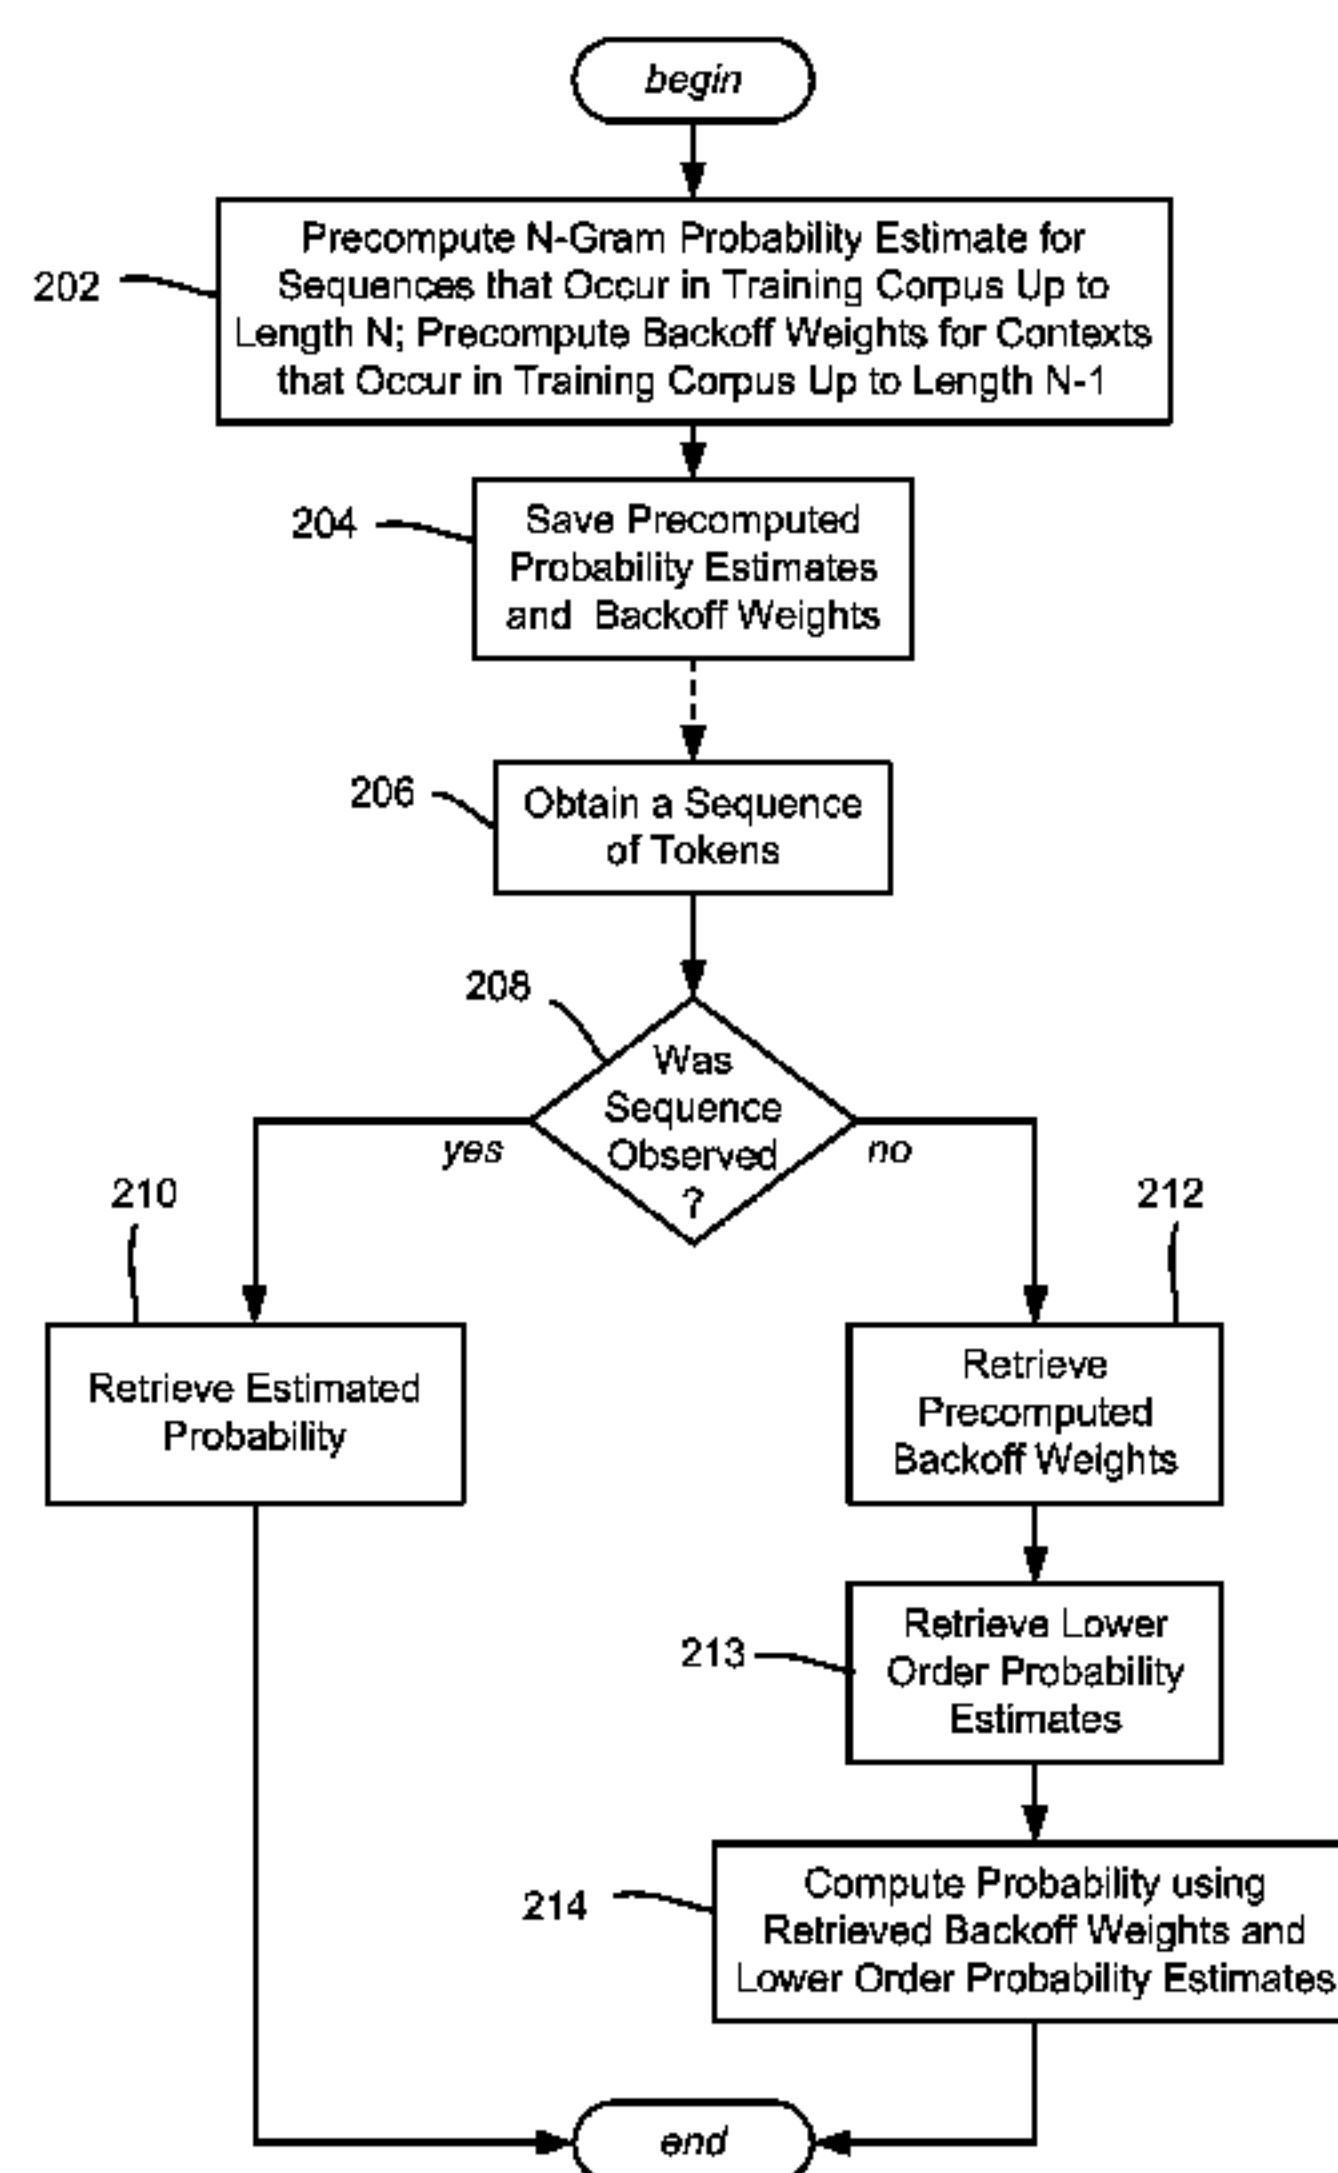 begin
202
Precompute N-Gram Probability Estimate for
Sequences that Occur in Training Corpus Up to
Length N; Precompute Backoff Weights for Contexts
that Occur in Training Corpus Up to Length N-1
204
Save Precomputed
Probability Estimates
and Backoff Weights
206
Obtain a Sequence
of Tokens
208
Was
Sequence
Observed
?
yes
no
210
Retrieve Estimated
Probability
212
Retrieve
Precomputed
Backoff Weights
213
Retrieve Lower
Order Probability
Estimates
214
Compute Probability using
Retrieved Backoff Weights and
Lower Order Probability Estimates
end